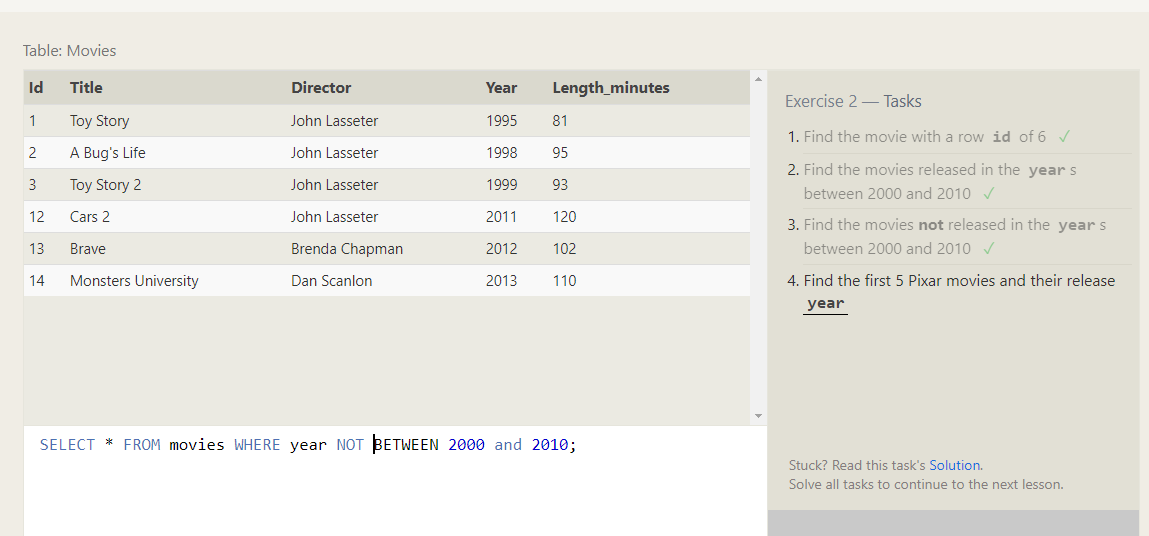 Table: Movies
Id Title Director Year Length_minutes
1 Toy Story John Lasseter 1995 81
2 A Bug's Life John Lasseter 1998 95
3 Toy Story 2 John Lasseter 1999 93
12 Cars 2 John Lasseter 2011 120
13 Brave Brenda Chapman 2012 102
14 Monsters University Dan Scanlon 2013 110
SELECT * FROM movies WHERE year NOT BETWEEN 2000 and 2010;
Exercise 2 — Tasks
1. Find the movie with a row id of 6 ✓
2. Find the movies released in the year s
between 2000 and 2010 ✓
3. Find the movies not released in the year s
between 2000 and 2010 ✓
4. Find the first 5 Pixar movies and their release
year
Stuck? Read this task's Solution.
Solve all tasks to continue to the next lesson.